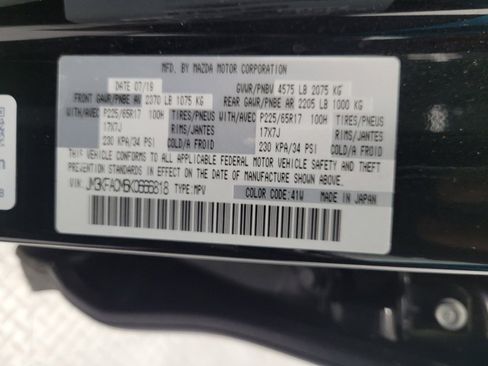 MFD. BY MAZDA MOTOR CORPORATION
DATE 07/19 GVWR/PNBV 4575 LB 2075 KG
FRONT GAWR/PNBE AV 2370 LB 1075 KG REAR GAWR/PNBE AR 2205 LB 1000 KG
WITH/AVEC P225/65R17 100H TIRES/PNEUS WITH/AVEC P225/65R17 100H TIRES/PNEUS
17X7J RIMS/JANTES 17X7J RIMS/JANTES
230 KPA/34 PSI COLD/A FROID 230 KPA/34 PSI COLD/A FROID
THIS VEHICLE CONFORMS TO ALL APPLICABLE FEDERAL MOTOR VEHICLE SAFETY AND THEFT
PREVENTION STANDARDS IN EFFECT ON THE DATE OF MANUFACTURE SHOWN ABOVE.
VIN: TYPE:MPV COLOR CODE:41W MADE IN JAPAN